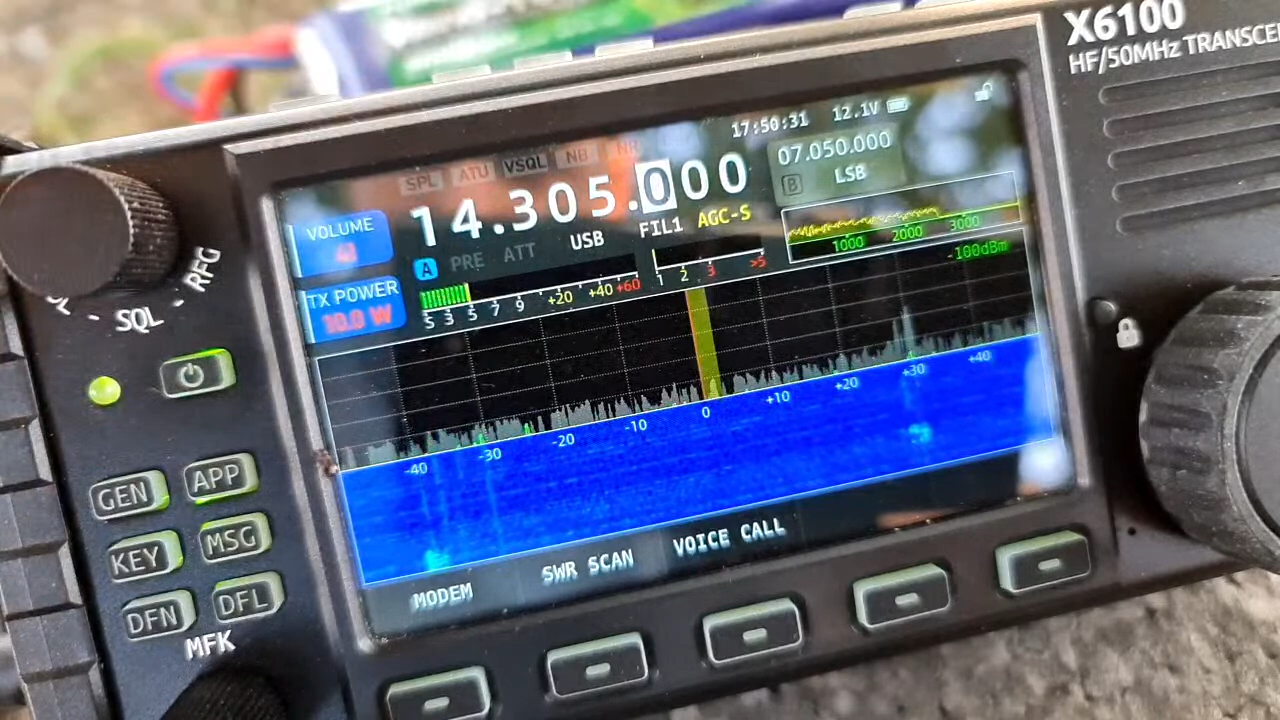 X6100
HF/50MHz TRANSCE
17:50:31 12.1V
SPL ATU VSQL NB NR
14.305.000
07.050.000
B LSB
VOLUME
A PRE ATT USB FIL1 AGC-S
1000 2000 3000
-100dBm
TX POWER
10.0 W
S 3 5 7 9 +20 +40 +60
1 2 3 >5
-40 -30 -20 -10 0 +10 +20 +30 +40
MODEM SWR SCAN VOICE CALL
SQL - RFG
GEN APP
KEY MSG
DFN DFL
MFK